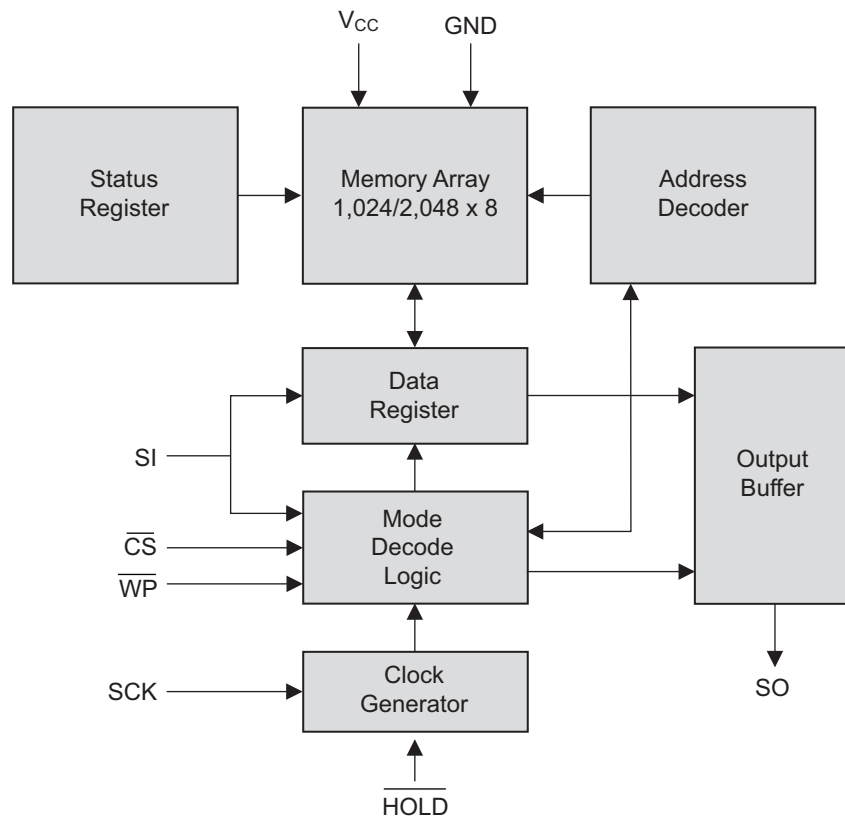 VCC
GND
Status
Register
Memory Array
1,024/2,048 x 8
Address
Decoder
Data
Register
SI
Output
Buffer
Mode
Decode
Logic
CS
WP
SCK
Clock
Generator
SO
HOLD